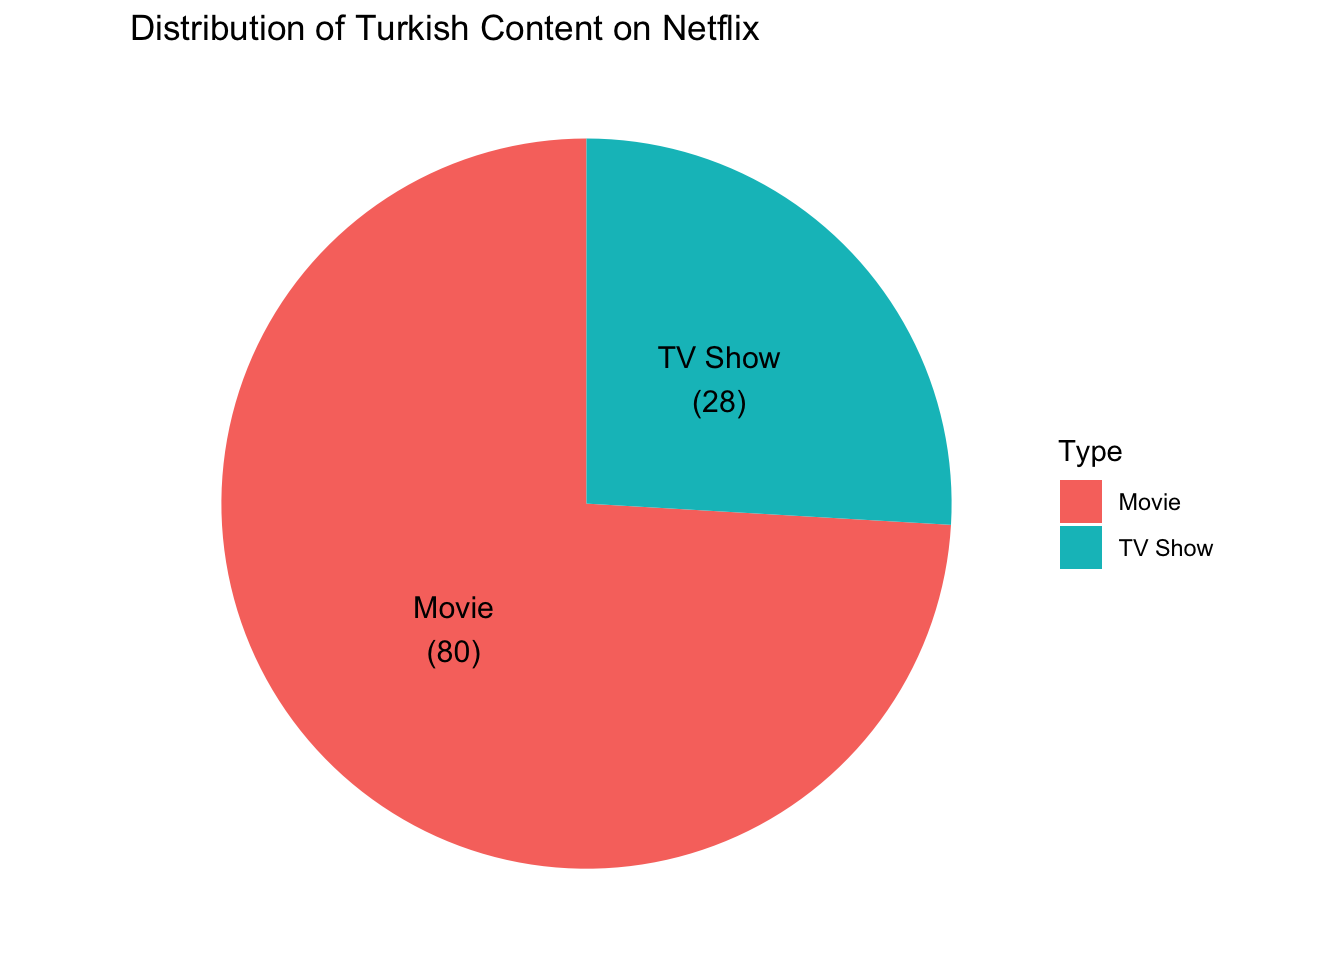 Distribution of Turkish Content on Netflix
TV Show
(28)
Movie
(80)
Type
Movie
TV Show